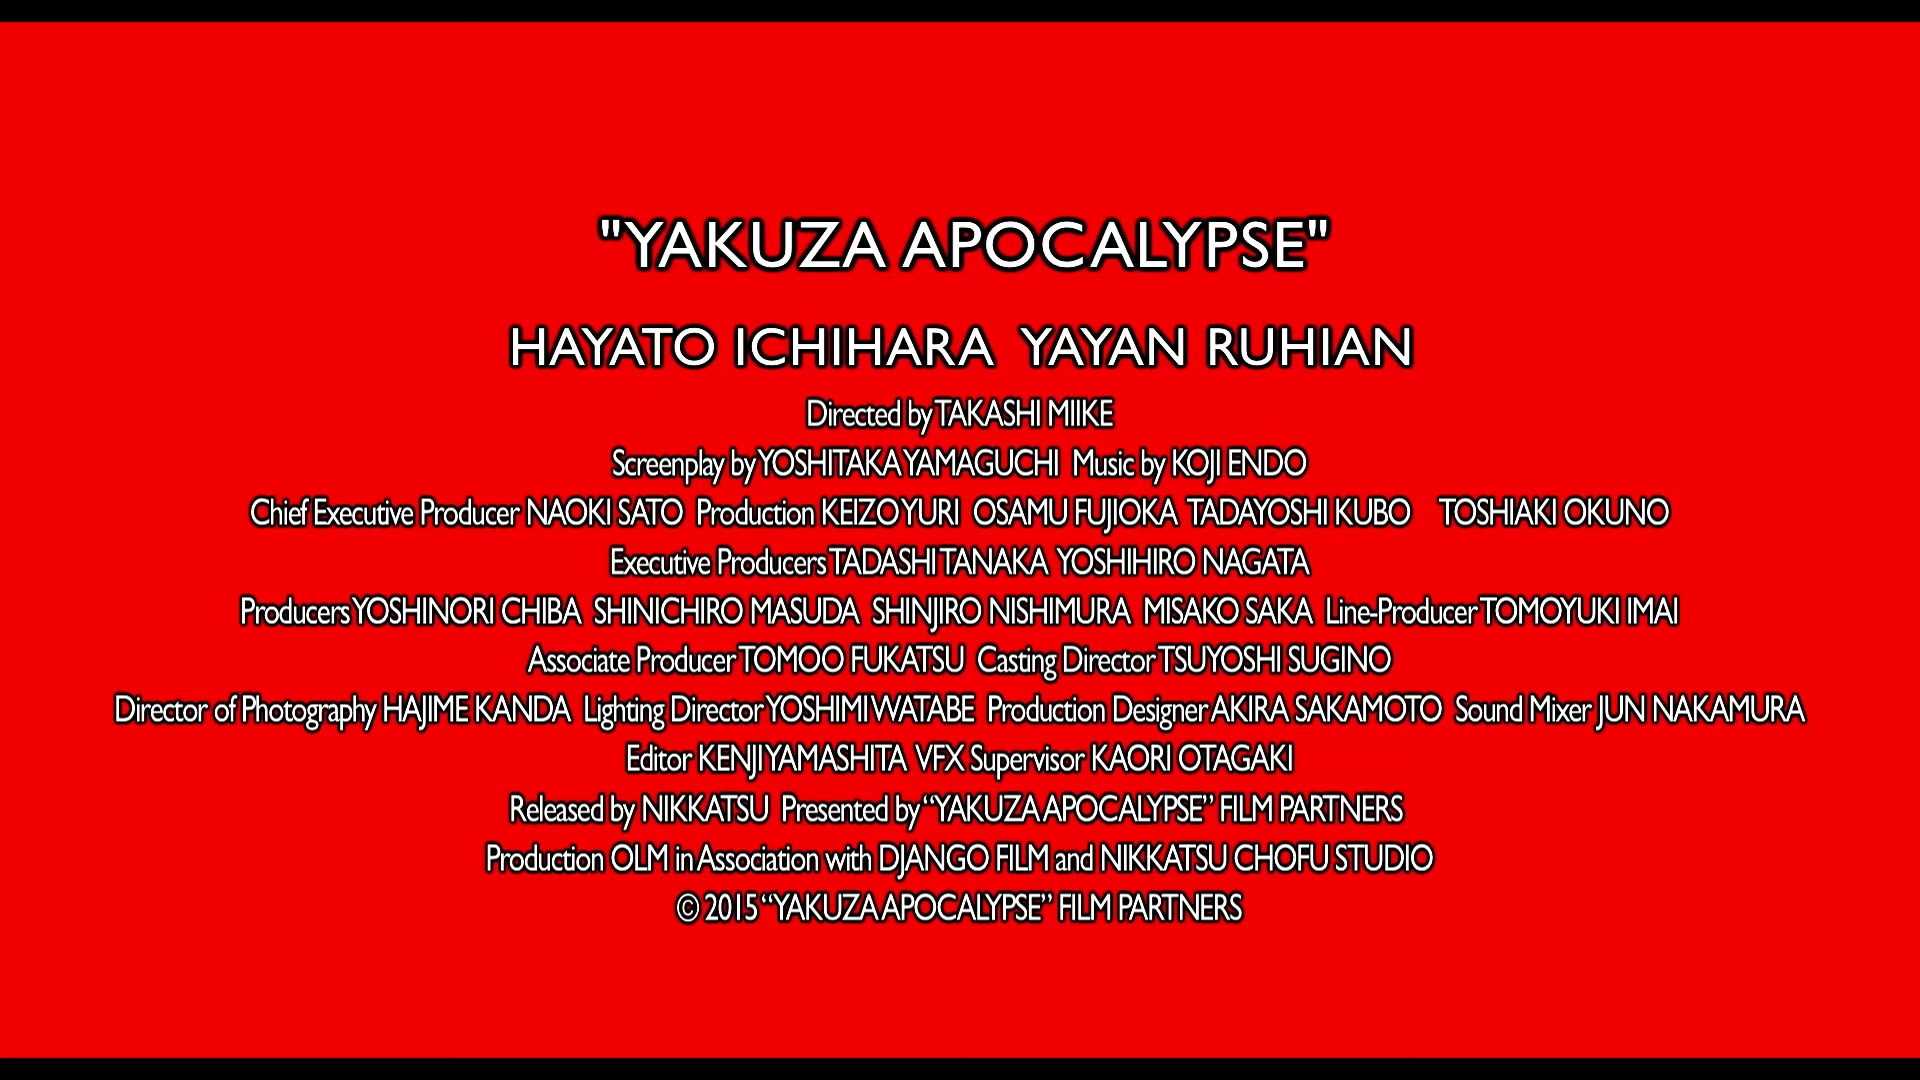 "YAKUZA APOCALYPSE"
HAYATO ICHIHARA YAYAN RUHIAN
Directed by TAKASHI MIIKE
Screenplay by YOSHITAKA YAMAGUCHI Music by KOJI ENDO
Chief Executive Producer NAOKI SATO Production KEIZO YURI OSAMU FUJIOKA TADAYOSHI KUBO TOSHIAKI OKUNO
Executive Producers TADASHI TANAKA YOSHIHIRO NAGATA
Producers YOSHINORI CHIBA SHINICHIRO MASUDA SHINJIRO NISHIMURA MISAKO SAKA Line-Producer TOMOYUKI IMAI
Associate Producer TOMOO FUKATSU Casting Director TSUYOSHI SUGINO
Director of Photography HAJIME KANDA Lighting Director YOSHIMI WATABE Production Designer AKIRA SAKAMOTO Sound Mixer JUN NAKAMURA
Editor KENJI YAMASHITA VFX Supervisor KAORI OTAGAKI
Released by NIKKATSU Presented by “YAKUZA APOCALYPSE” FILM PARTNERS
Production OLM in Association with DJANGO FILM and NIKKATSU CHOFU STUDIO
© 2015 “YAKUZA APOCALYPSE” FILM PARTNERS